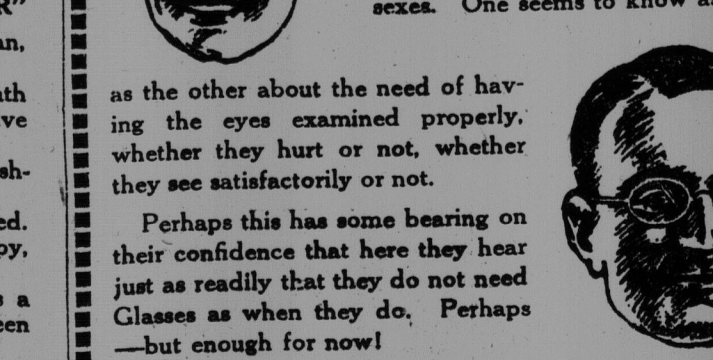 sexes. One seems to know
as the other about the need of hav-
ing the eyes examined properly,
whether they hurt or not, whether
they see satisfactorily or not.
Perhaps this has some bearing on
their confidence that here they hear
just as readily that they do not need
Glasses as when they do. Perhaps
—but enough for now!